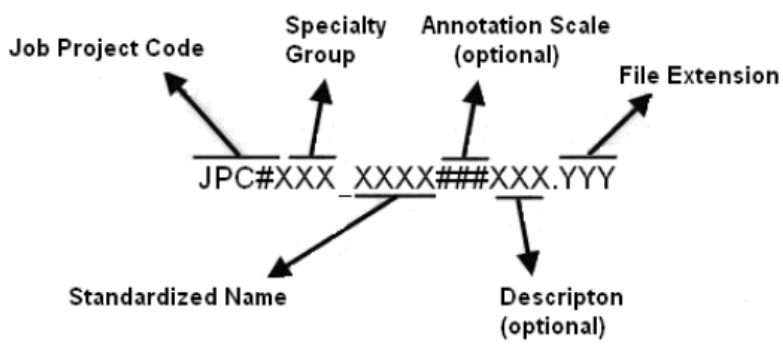 Job Project Code
Specialty
Group
Annotation Scale
(optional)
File Extension
JPC#XXX_XXXX###XXX.YYY
Standardized Name
Descripton
(optional)